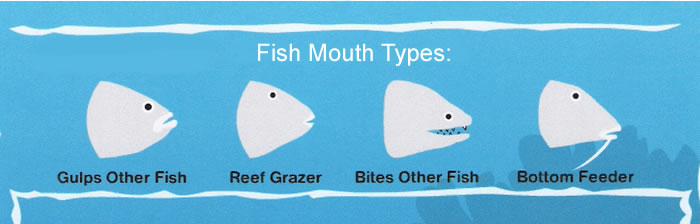 Fish Mouth Types:
Gulps Other Fish
Reef Grazer
Bites Other Fish
Bottom Feeder